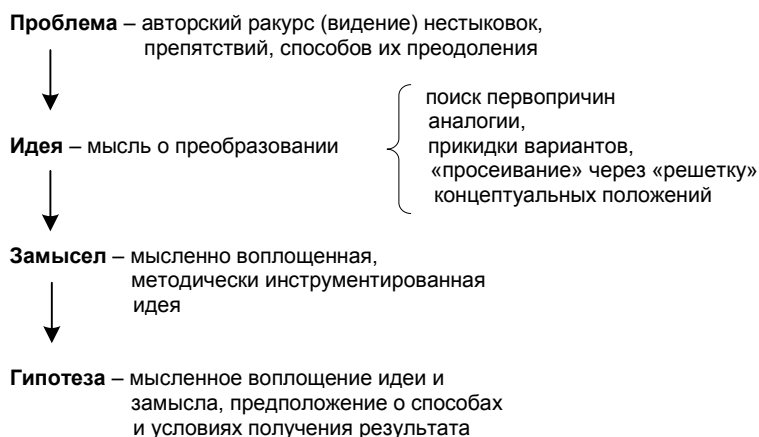 Проблема – авторский ракурс (видение) нестыковок,
препятствий, способов их преодоления
Идея – мысль о преобразовании
поиск первопричин
аналогии,
прикидки вариантов,
«просеивание» через «решетку»
концептуальных положений
Замысел – мысленно воплощенная,
методически инструментированная
идея
Гипотеза – мысленное воплощение идеи и
замысла, предположение о способах
и условиях получения результата